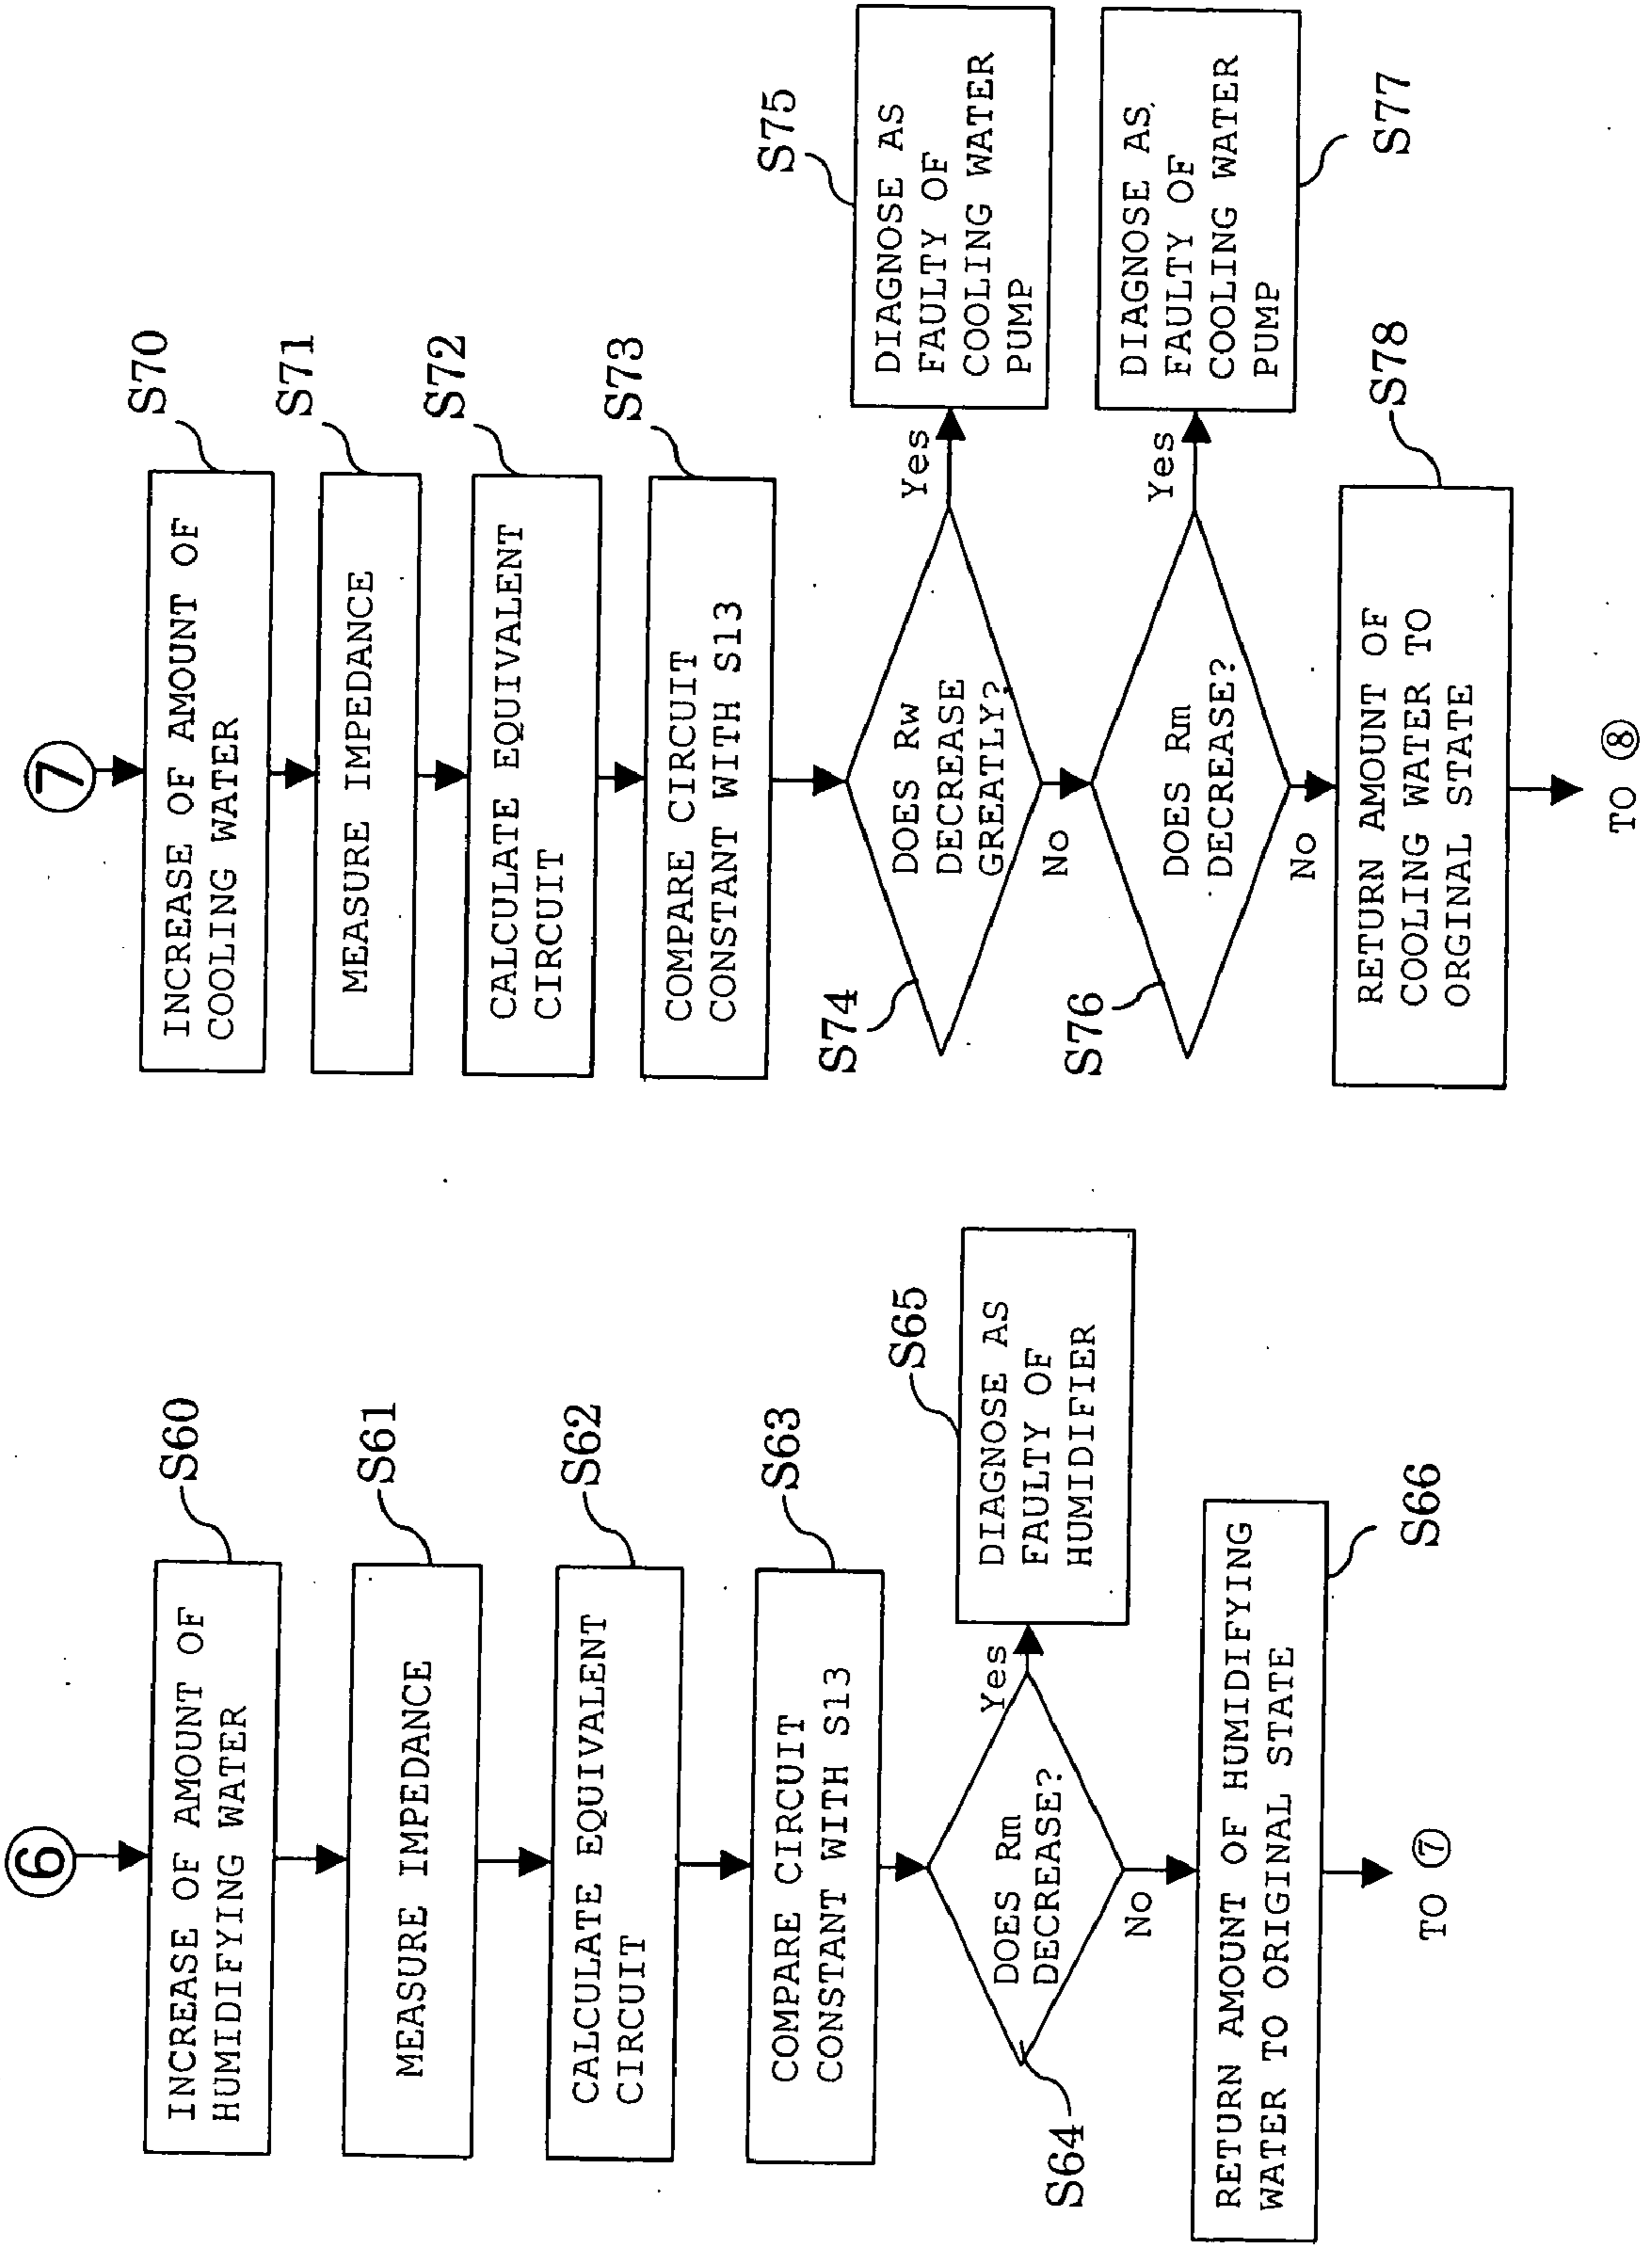 6
S60
INCREASE OF AMOUNT OF
HUMIDIFYING WATER
S61
MEASURE IMPEDANCE
S62
CALCULATE EQUIVALENT
CIRCUIT
S63
COMPARE CIRCUIT
CONSTANT WITH S13
S64
DOES Rm
DECREASE?
Yes
S65
DIAGNOSE AS
FAULTY OF
HUMIDIFIER
No
S66
RETURN AMOUNT OF HUMIDIFYING
WATER TO ORIGINAL STATE
TO ⑦
7
S70
INCREASE OF AMOUNT OF
COOLING WATER
S71
MEASURE IMPEDANCE
S72
CALCULATE EQUIVALENT
CIRCUIT
S73
COMPARE CIRCUIT
CONSTANT WITH S13
S74
DOES Rw
DECREASE
GREATLY?
Yes
S75
DIAGNOSE AS
FAULTY OF
COOLING WATER
PUMP
No
S76
DOES Rm
DECREASE?
Yes
DIAGNOSE AS
FAULTY OF
COOLING WATER
PUMP
S77
No
S78
RETURN AMOUNT OF
COOLING WATER TO
ORGINAL STATE
TO ⑧